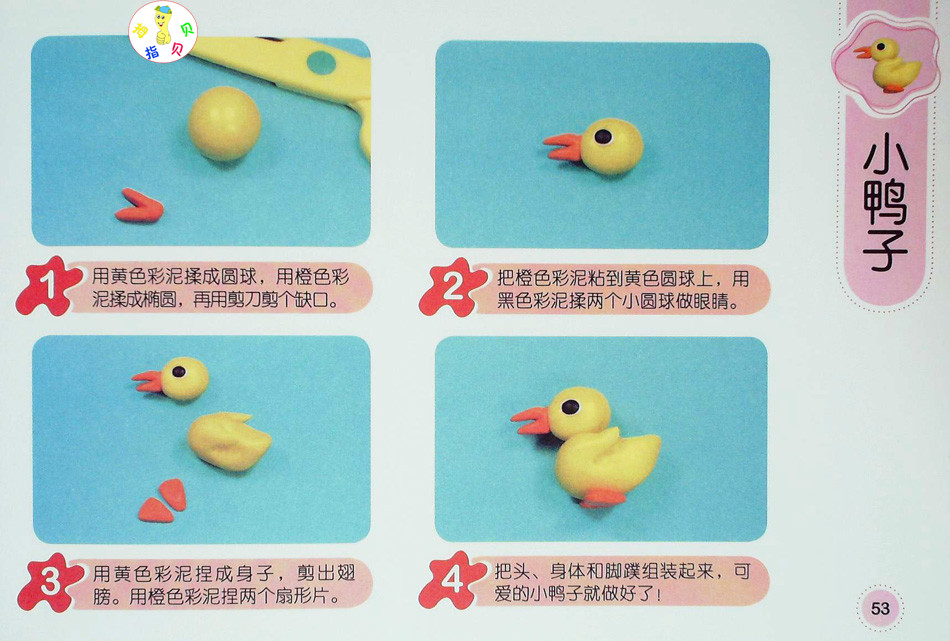 古指贝贝
小鸭子
1
用黄色彩泥揉成圆球，用橙色彩
泥揉成椭圆，再用剪刀剪个缺口。
2
把橙色彩泥粘到黄色圆球上，用
黑色彩泥揉两个小圆球做眼睛。
3
用黄色彩泥捏成身子，剪出翅
膀。用橙色彩泥捏两个扇形片。
4
把头、身体和脚蹼组装起来，可
爱的小鸭子就做好了！
53